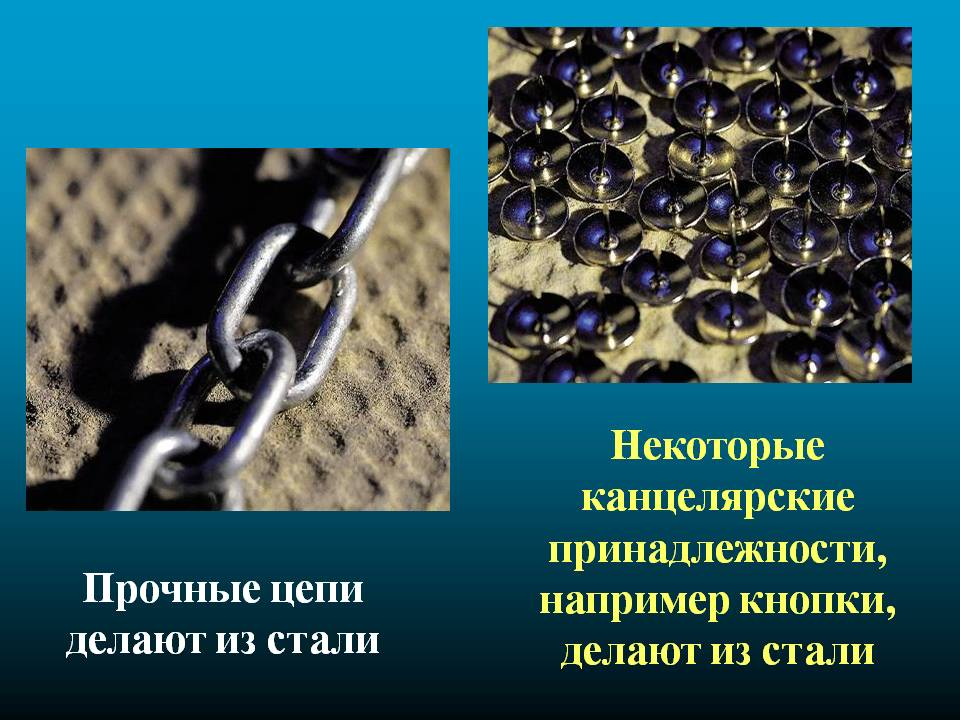 Прочные цепи
делают из стали
Некоторые
канцелярские
принадлежности,
например кнопки,
делают из стали